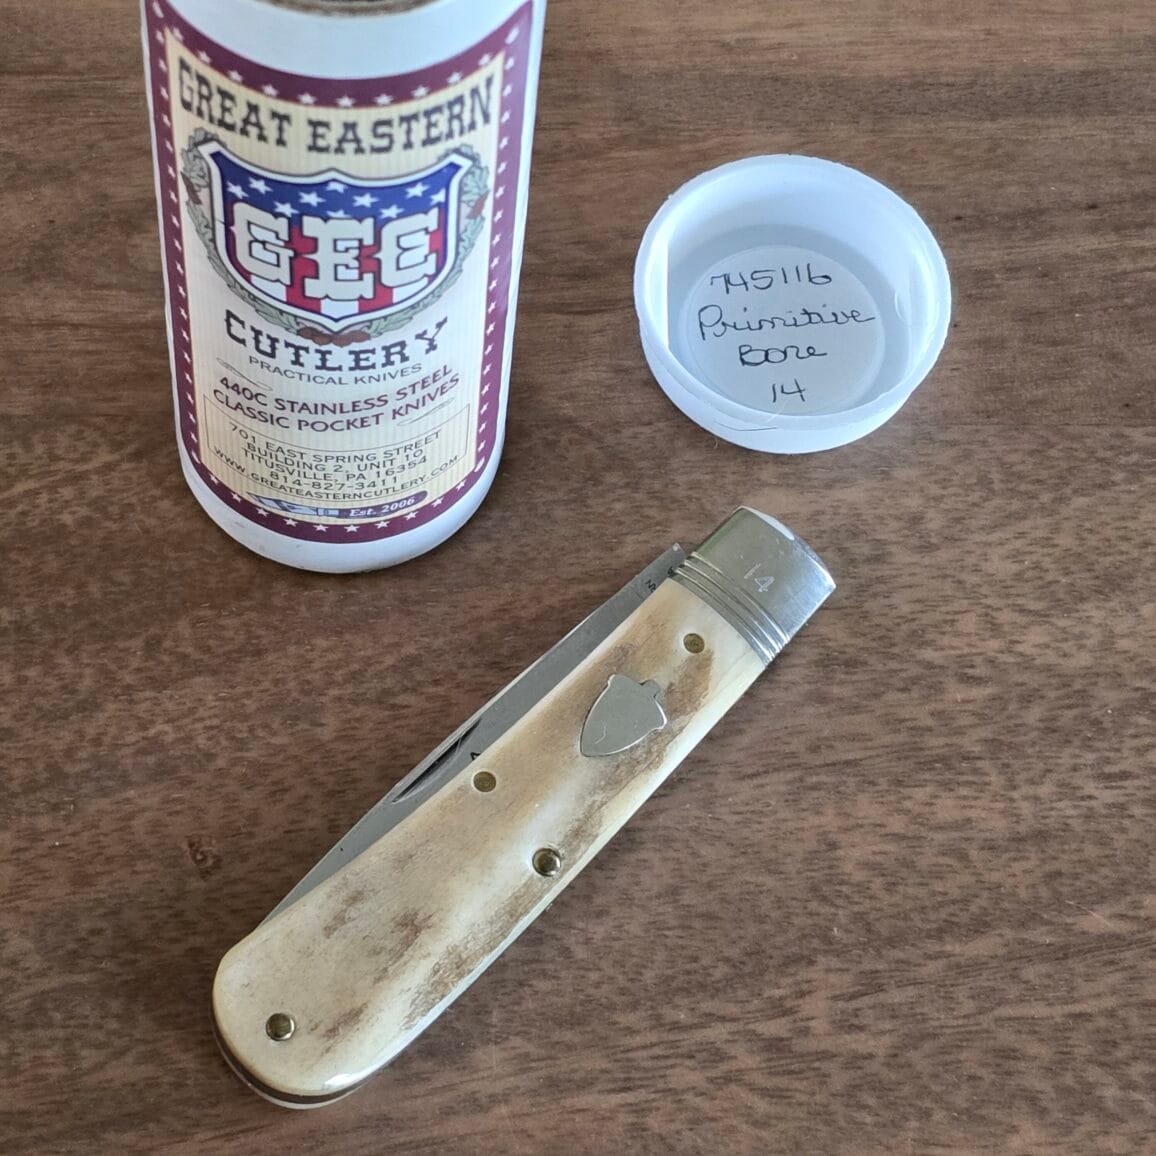 GREAT EASTERN
GEC
CUTLERY
PRACTICAL KNIVES
440C STAINLESS STEEL
CLASSIC POCKET KNIVES
701 EAST SPRING STREET
BUILDING 2, UNIT 10
TITUSVILLE, PA 16354
814-827-3411
WWW.GREATEASTERNCUTLERY.COM
Est. 2006
745116
Primitive
Bone
14